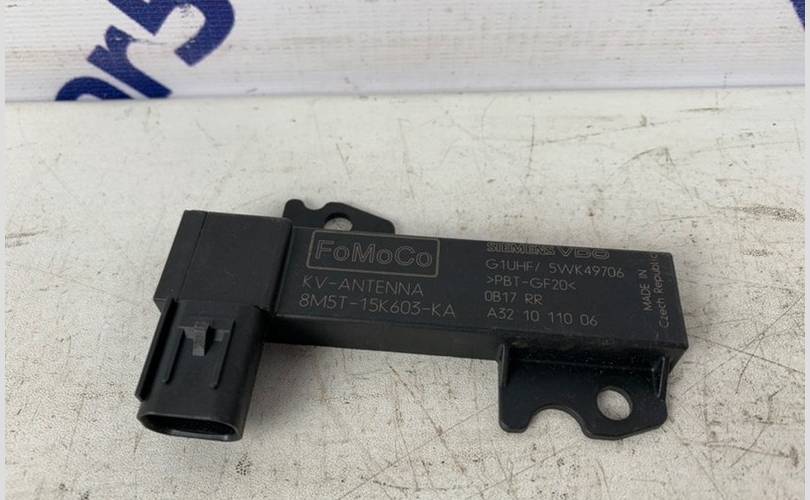 or5
FoMoCo
KV-ANTENNA
8M5T-15K603-KA
SIEMENS VDO
G1UHF/ 5WK49706
>PBT-GF20<
0B17 RR
A32 10 110 06
MADE IN
Czech Republic